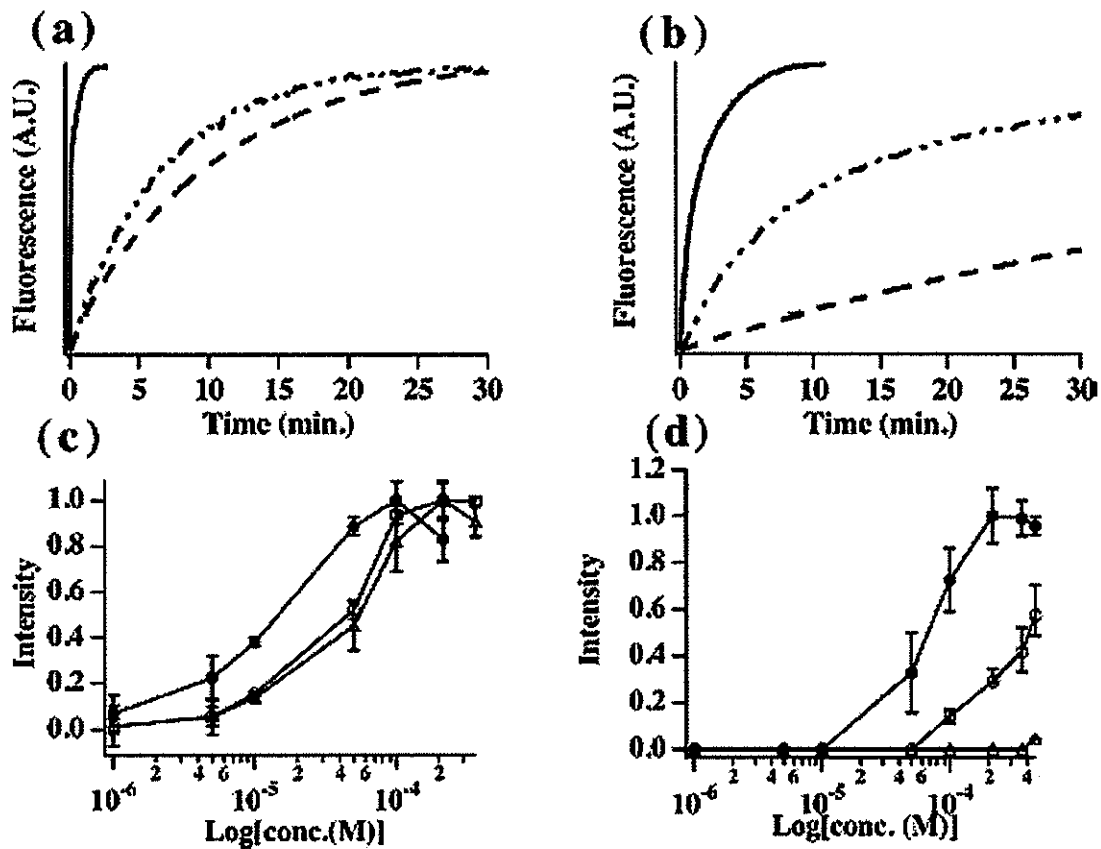 (a)
Fluorescence (A.U.)
0 5 10 15 20 25 30
Time (min.)
(b)
Fluorescence (A.U.)
0 5 10 15 20 25 30
Time (min.)
(c)
1.0
0.8
0.6
0.4
0.2
0.0
Intensity
2 4 6 2 4 6 2
10-6 10-5 10-4
Log[conc.(M)]
(d)
1.2
1.0
0.8
0.6
0.4
0.2
0.0
Intensity
2 4 6 2 4 6 2 4
10-6 10-5 10-4
Log[conc. (M)]